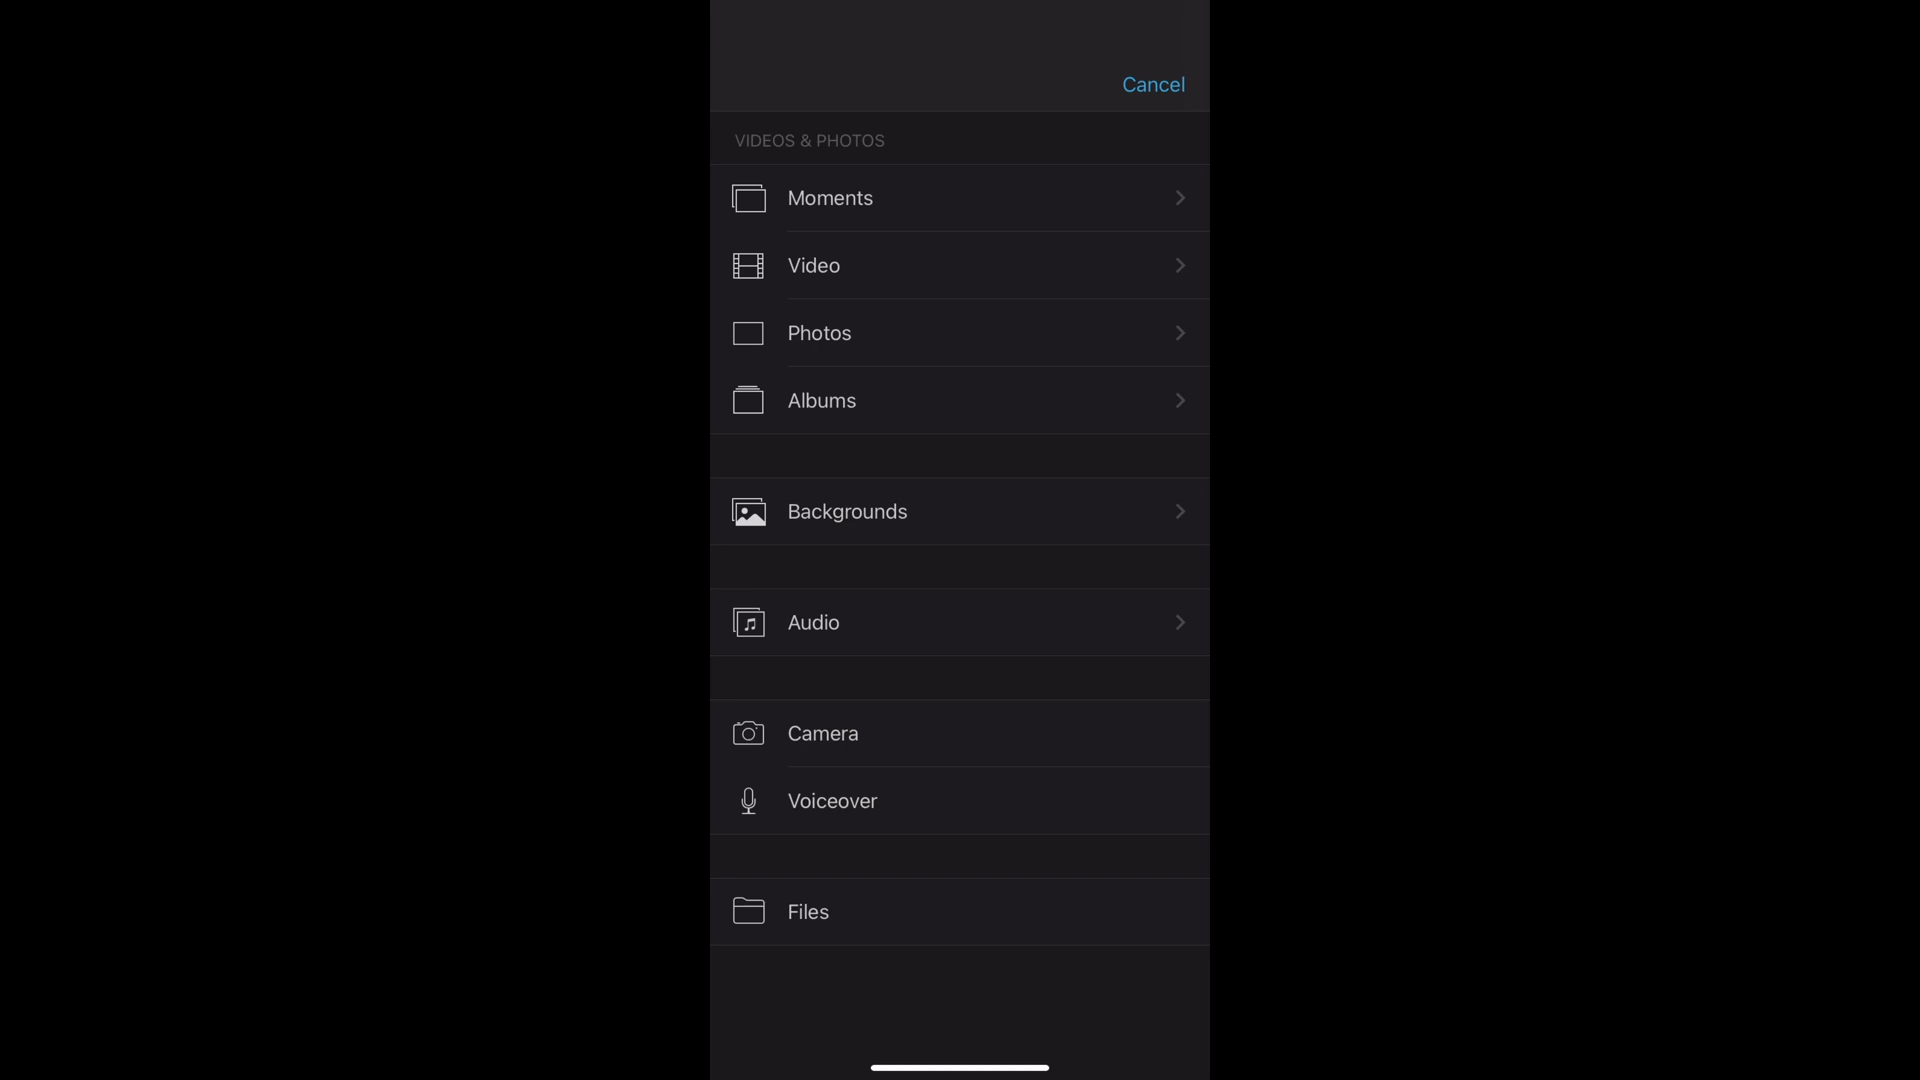 Cancel
VIDEOS & PHOTOS
Moments
Video
Photos
Albums
Backgrounds
Audio
Camera
Voiceover
Files